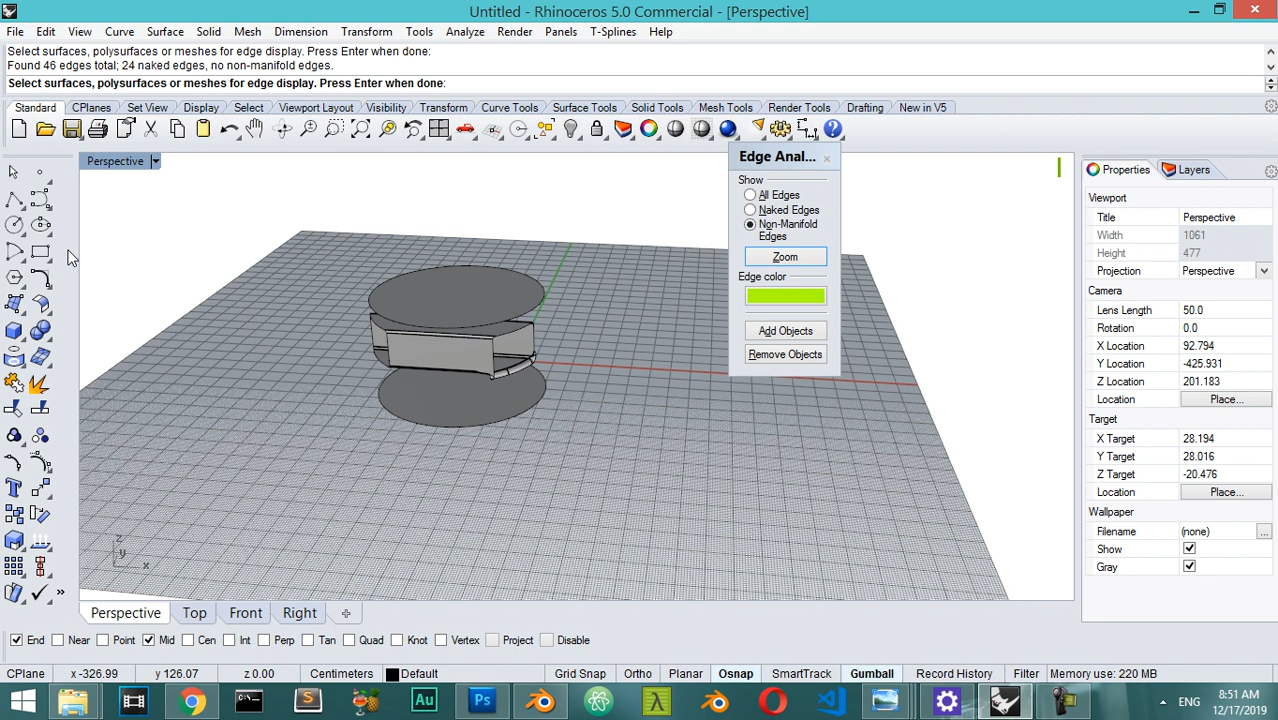 Untitled - Rhinoceros 5.0 Commercial - [Perspective]
File Edit View Curve Surface Solid Mesh Dimension Transform Tools Analyze Render Panels T-Splines Help
Select surfaces, polysurfaces or meshes for edge display. Press Enter when done:
Found 46 edges total; 24 naked edges, no non-manifold edges.
Select surfaces, polysurfaces or meshes for edge display. Press Enter when done:
Standard CPlanes Set View Display Select Viewport Layout Visibility Transform Curve Tools Surface Tools Solid Tools Mesh Tools Render Tools Drafting New in V5
Perspective
Edge Anal...
Show
All Edges
Naked Edges
Non-Manifold
Edges
Zoom
Edge color
Add Objects
Remove Objects
Properties Layers
Viewport
Title Perspective
Width 1061
Height 477
Projection Perspective
Camera
Lens Length 50.0
Rotation 0.0
X Location 92.794
Y Location -425.931
Z Location 201.183
Location Place...
Target
X Target 28.194
Y Target 28.016
Z Target -20.476
Location Place...
Wallpaper
Filename (none) ...
Show
Gray
z
y
x
Perspective Top Front Right
End Near Point Mid Cen Int Perp Tan Quad Knot Vertex Project Disable
CPlane x -326.99 y 126.07 z 0.00 Centimeters Default Grid Snap Ortho Planar Osnap SmartTrack Gumball Record History Filter Memory use: 220 MB
Au Ps
ENG
8:51 AM
12/17/2019